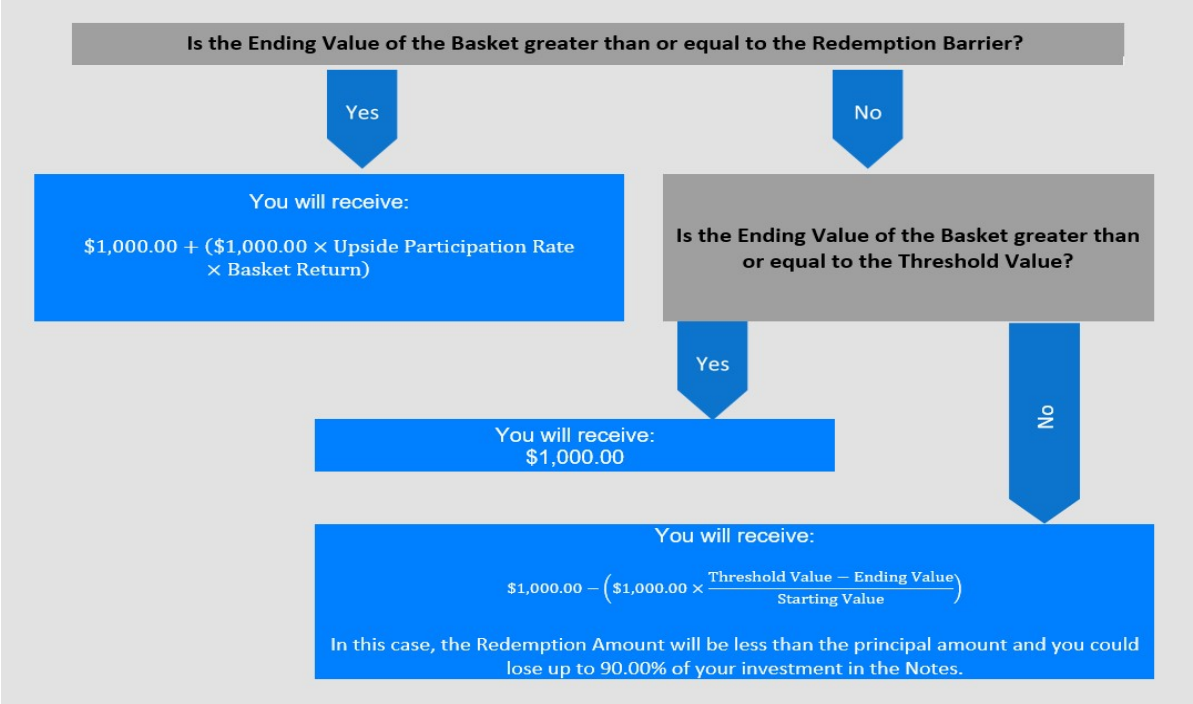 Is the Ending Value of the Basket greater than or equal to the Redemption Barrier?
Yes
No
You will receive:
$1,000.00 + ($1,000.00 × Upside Participation Rate
× Basket Return)
Is the Ending Value of the Basket greater than
or equal to the Threshold Value?
Yes
No
You will receive:
$1,000.00
You will receive:
$1,000.00 − ($1,000.00 × (Threshold Value − Ending Value)/(Starting Value))
In this case, the Redemption Amount will be less than the principal amount and you could
lose up to 90.00% of your investment in the Notes.